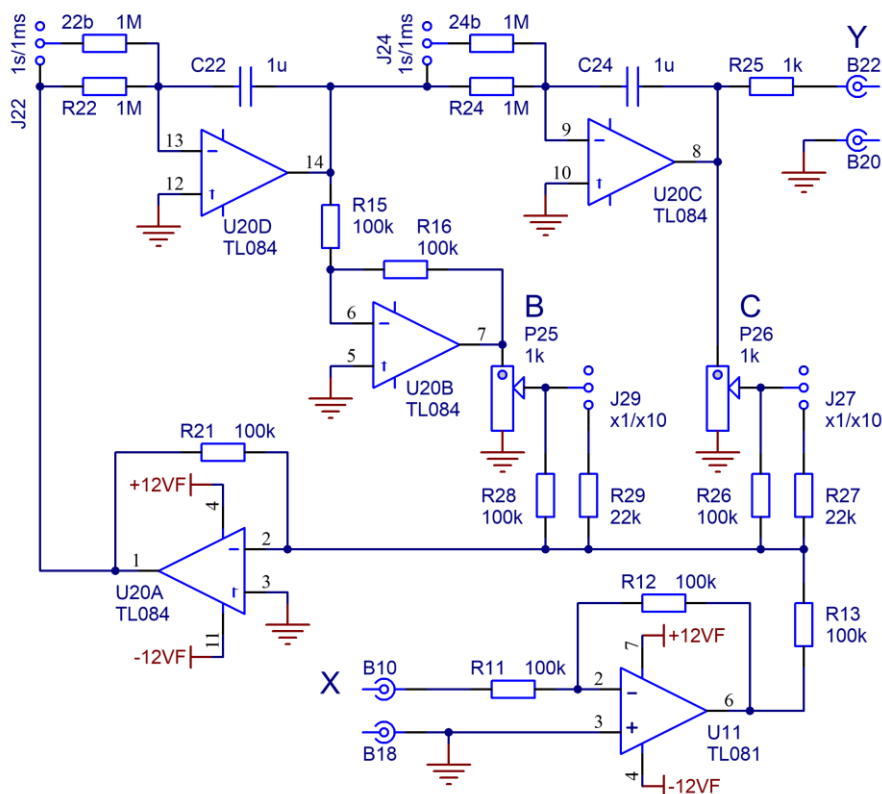 22b 1M
1s/1ms
J22
R22 1M
C22 1u
13
12
14
U20D
TL084
J24
1s/1ms
24b 1M
R24 1M
C24 1u
9
10
8
U20C
TL084
R25 1k
Y
B22
B20
R15
100k
R16
100k
6
5
7
U20B
TL084
B
P25
1k
J29
x1/x10
C
P26
1k
J27
x1/x10
R28
100k
R29
22k
R26
100k
R27
22k
R21 100k
+12VF
4
1
2
3
11
U20A
TL084
-12VF
R12 100k
R13
100k
X
B10
B18
R11 100k
7
+12VF
2
3
6
4
-12VF
U11
TL081